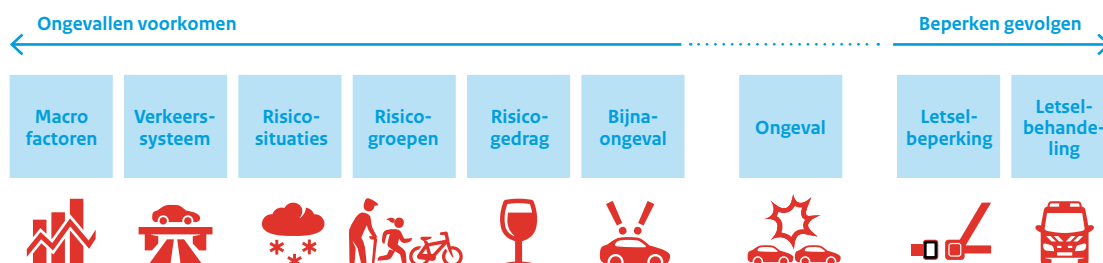 Ongevallen voorkomen
Beperken gevolgen
Macro
factoren
Verkeers-
systeem
Risico-
situaties
Risico-
groepen
Risico-
gedrag
Bijna-
ongeval
Ongeval
Letsel-
beperking
Letsel-
behande-
ling